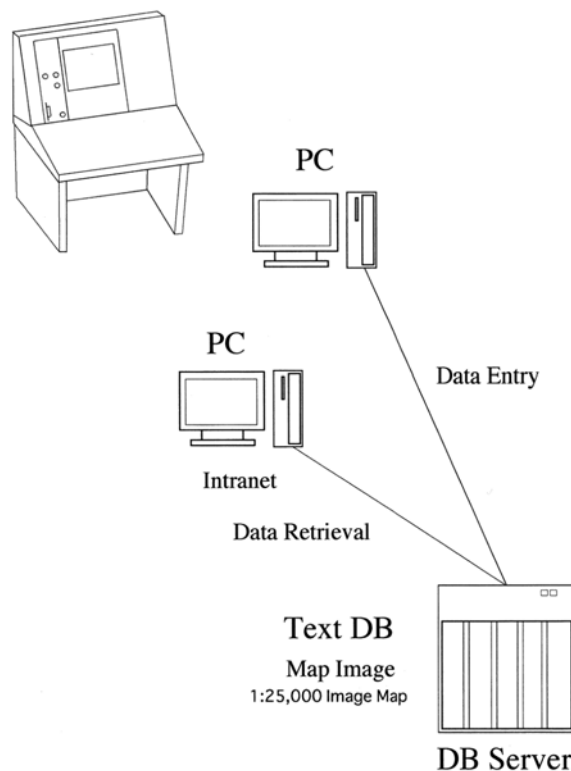 PC
PC
Data Entry
Intranet
Data Retrieval
Text DB
Map Image
1:25,000 Image Map
DB Server